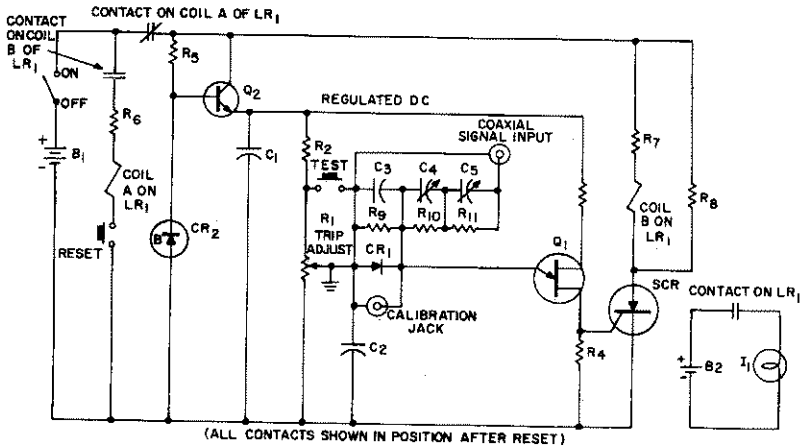 CONTACT ON COIL A OF LR1
CONTACT
ON COIL
B OF
LR1
ON
OFF
R5
Q2
REGULATED DC
R6
B1
+
-
COIL
A ON
LR1
RESET
C1
R2
TEST
COAXIAL
SIGNAL INPUT
C3
C4
C5
R9
R10
R11
R1
TRIP
ADJUST
CR1
CR2
B
CALIBRATION
JACK
C2
Q1
R7
COIL
B ON
LR1
R8
SCR
R4
CONTACT ON LR1
+
-
B2
I1
(ALL CONTACTS SHOWN IN POSITION AFTER RESET)